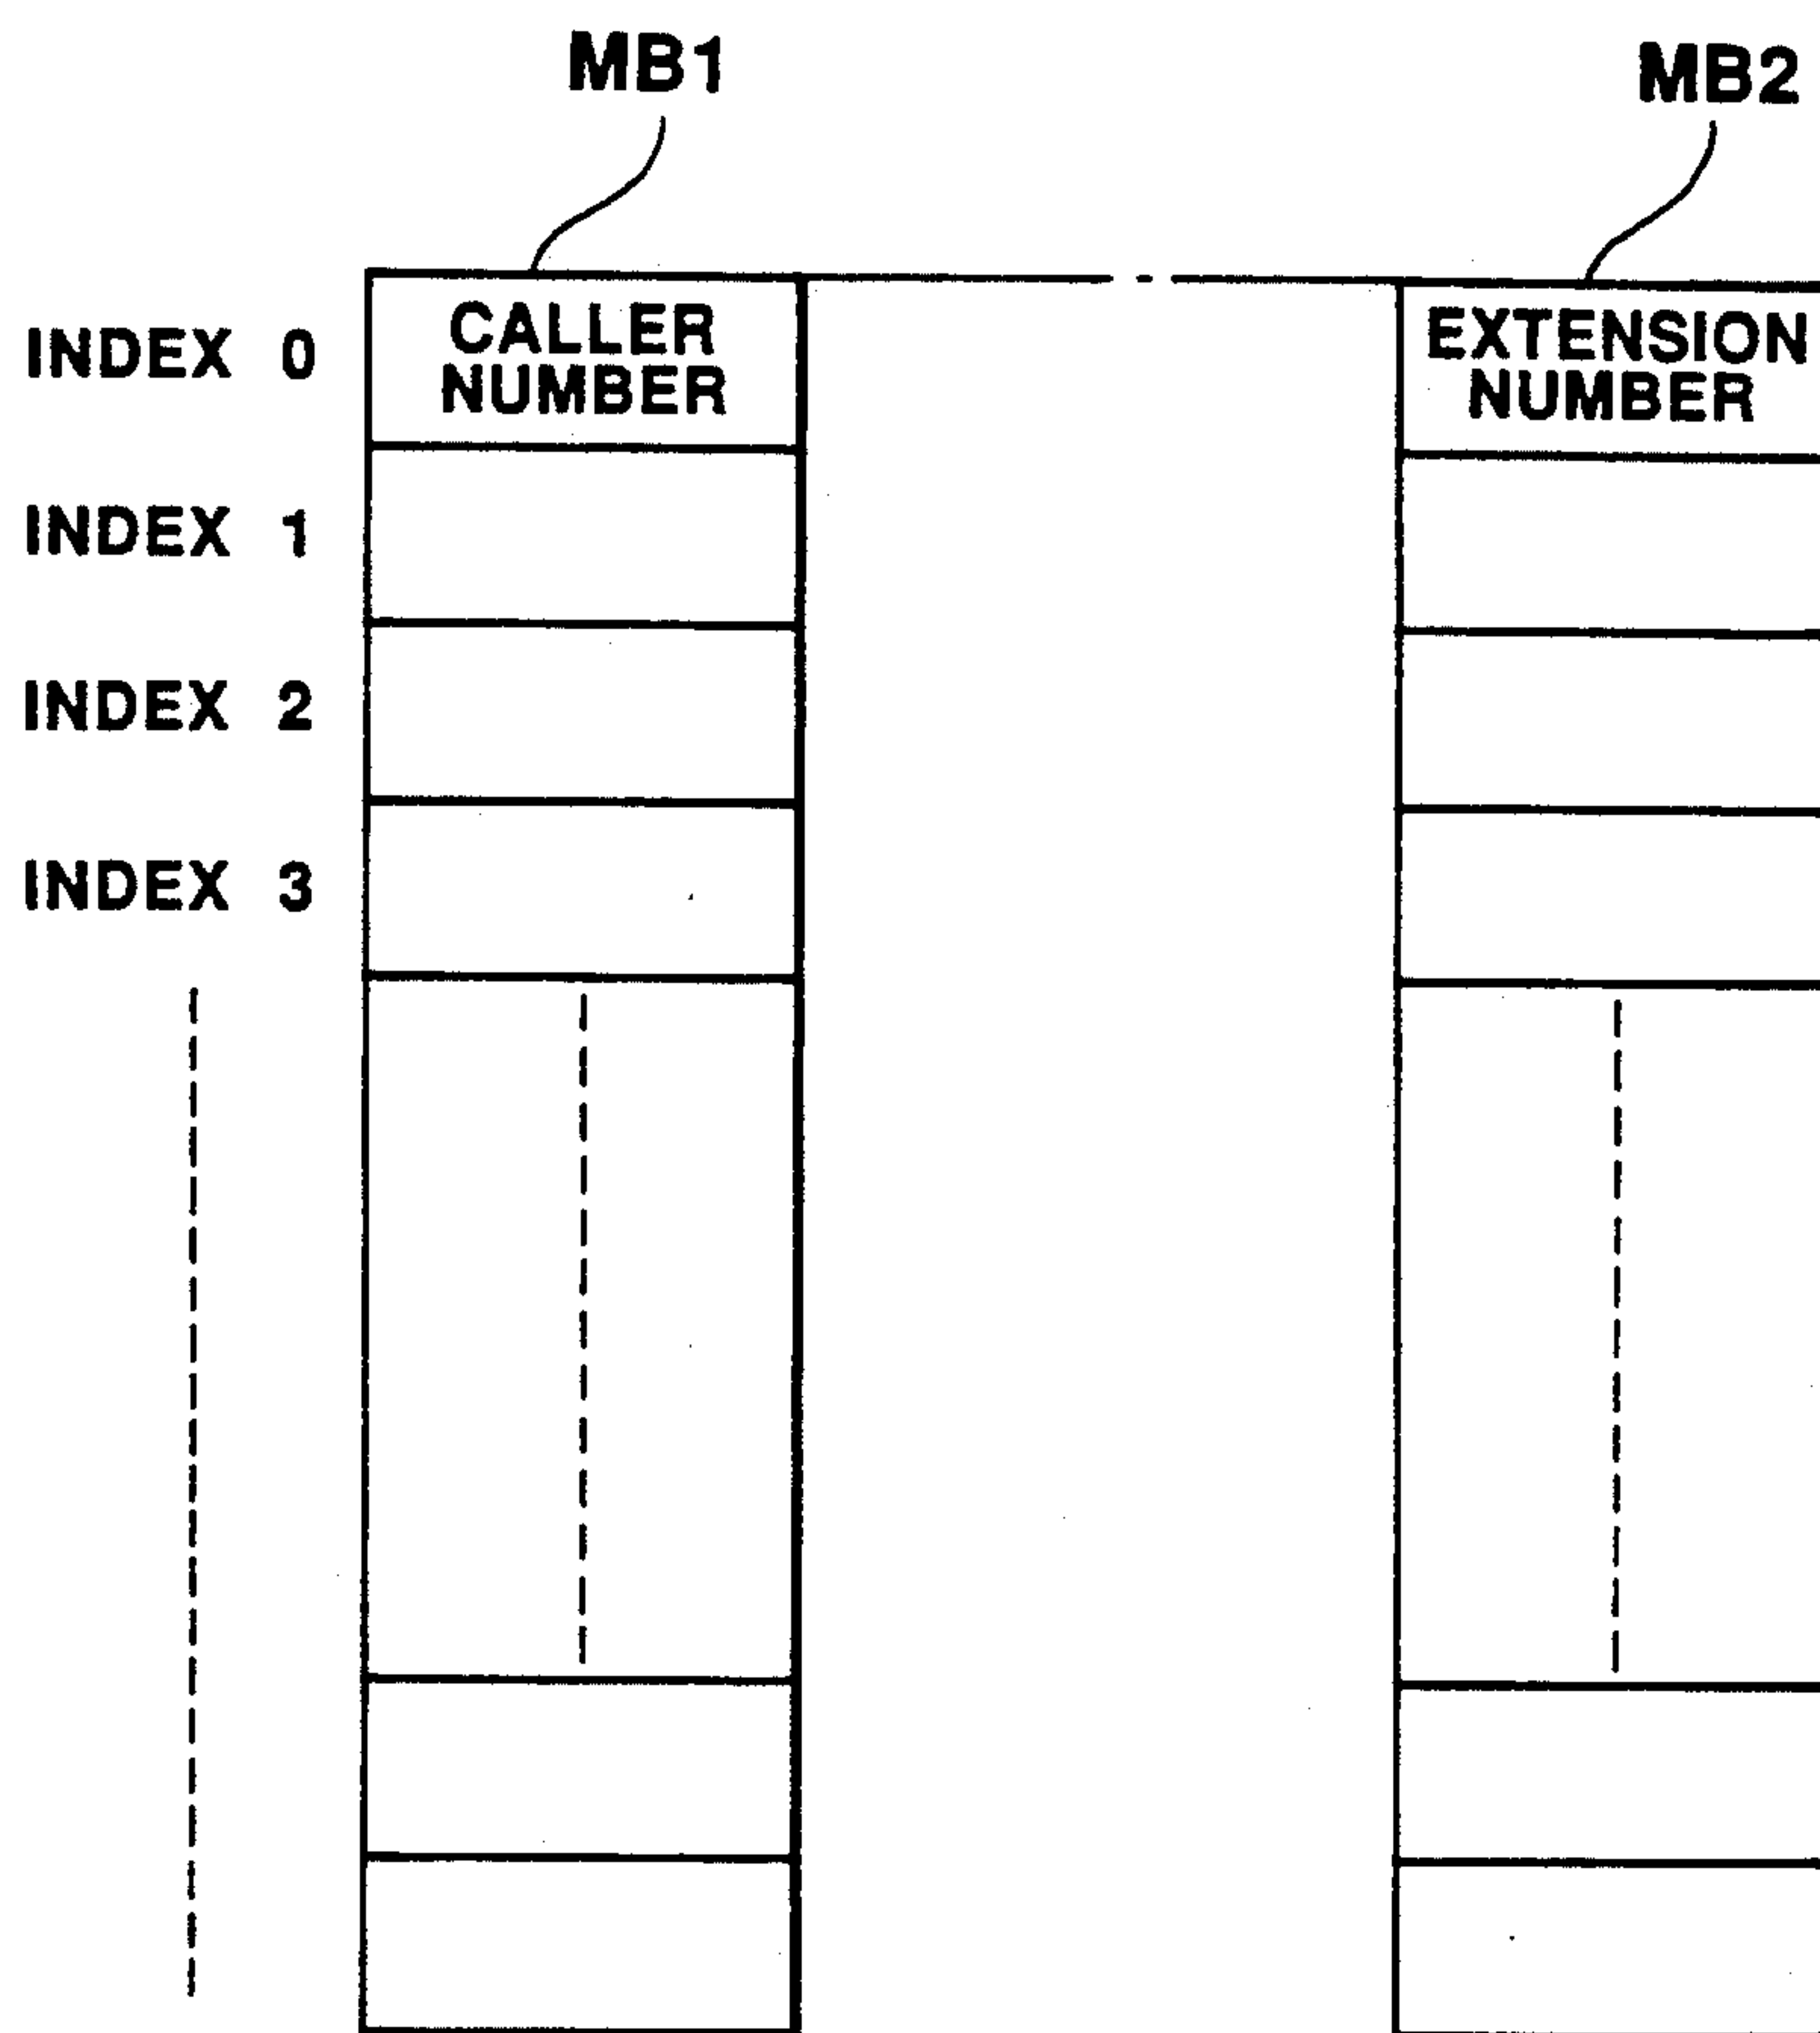 MB1
MB2
INDEX 0
CALLER
NUMBER
EXTENSION
NUMBER
INDEX 1
INDEX 2
INDEX 3